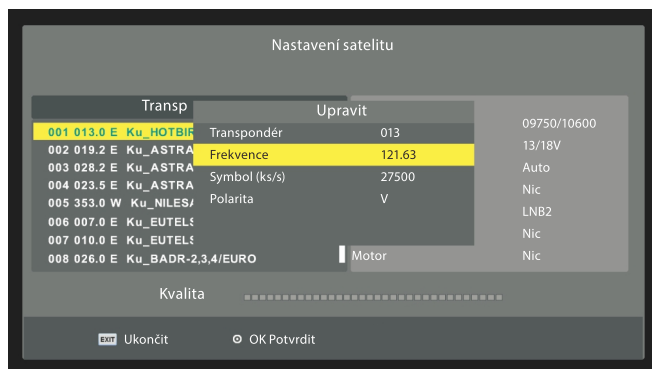 Nastavení satelitu
Transp
001 013.0 E Ku_HOTBIR
002 019.2 E Ku_ASTRA
003 028.2 E Ku_ASTRA
004 023.5 E Ku_ASTRA
005 353.0 W Ku_NILESA
006 007.0 E Ku_EUTELS
007 010.0 E Ku_EUTELS
008 026.0 E Ku_BADR-2,3,4/EURO
Upravit
Transpondér 013
Frekvence 121.63
Symbol (ks/s) 27500
Polarita V
09750/10600
13/18V
Auto
Nic
LNB2
Nic
Motor Nic
Kvalita
EXIT Ukončit OK Potvrdit